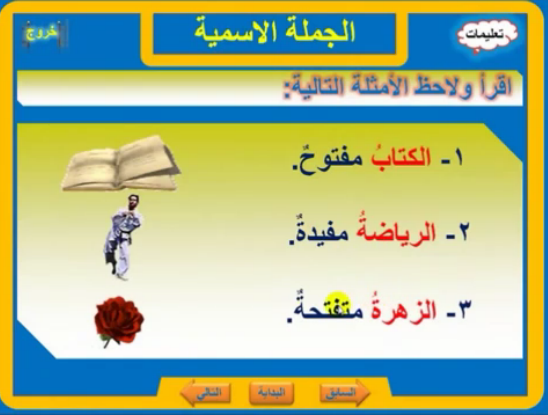 خروج
الجملة الاسمية
تعليمات
اقرأ ولاحظ الأمثلة التالية:
١- الكتابُ مفتوحٌ.
٢- الرياضةُ مفيدةٌ.
٣- الزهرةُ متفتحةٌ.
السابق
البداية
التالي